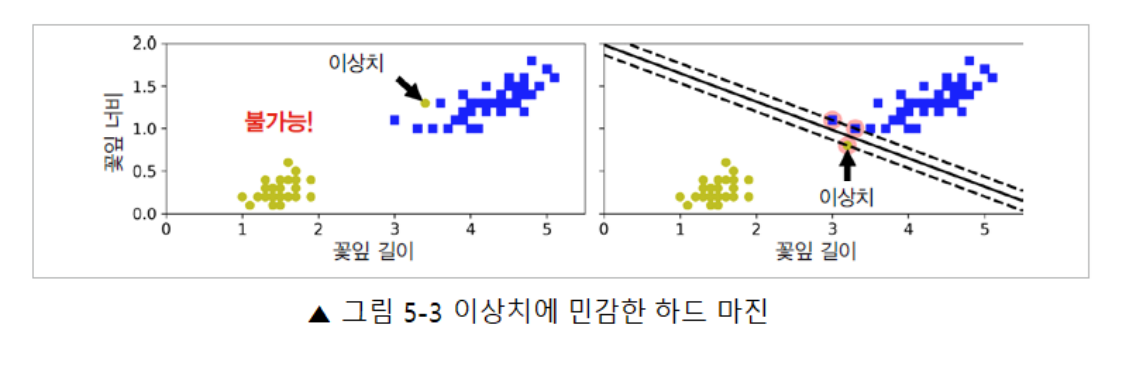 2.0
1.5
1.0
0.5
0.0
꽃잎 너비
이상치
불가능!
0 1 2 3 4 5
꽃잎 길이
이상치
0 1 2 3 4 5
꽃잎 길이
▲ 그림 5-3 이상치에 민감한 하드 마진